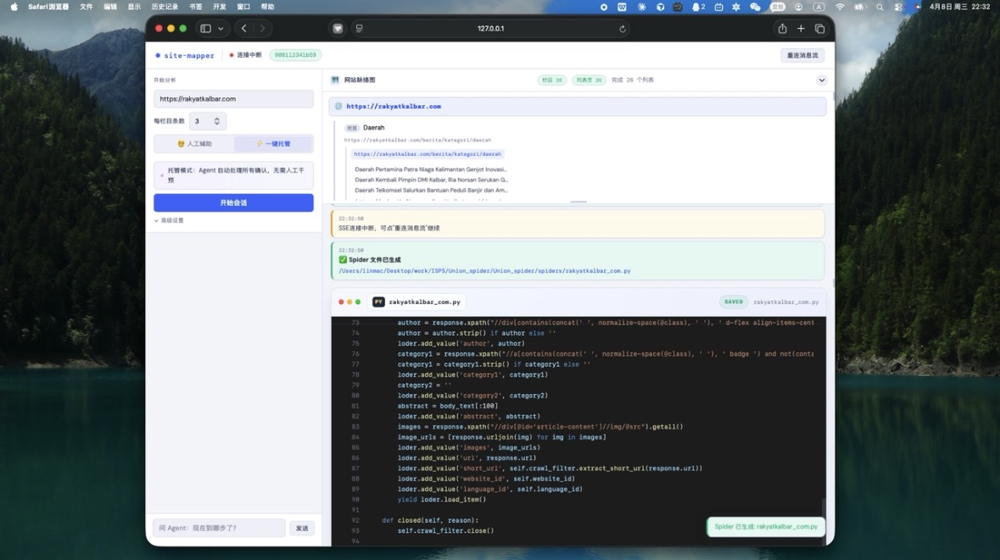 Safari浏览器 文件 编辑 显示 历史记录 书签 开发 窗口 帮助
2
4月8日 周三 22:32
127.0.0.1
site-mapper 连接中断 908112341b59
重连消息流
开始分析
https://rakyatkalbar.com
每栏目条数 3
人工辅助 一键托管
托管模式：Agent 自动处理所有确认，无需人工干
预
开始会话
高级设置
问 Agent：现在到哪步了？ 发送
网站脉络图
栏目 26 列表页 26 完成 26 个列表
https://rakyatkalbar.com
栏目 Daerah
https://rakyatkalbar.com/berita/kategori/daerah
https://rakyatkalbar.com/berita/kategori/daerah
Daerah Pertamina Patra Niaga Kalimantan Genjot Inovasi...
Daerah Kembali Pimpin DMI Kalbar, Ria Norsan Serukan G...
Daerah Telkomsel Salurkan Bantuan Peduli Banjir dan Am...
22:32:50
SSE连接中断，可点"重连消息流"继续
22:32:50
Spider 文件已生成
/Users/linmac/Desktop/work/ISPS/Union_spider/Union_spider/spiders/rakyatkalbar_com.py
PY rakyatkalbar_com.py
SAVED rakyatkalbar_com.py
73 author = response.xpath("//div[contains(concat(' ', normalize-space(@class), ' '), ' d-flex align-items-cent
74 author = author.strip() if author else ''
75 loder.add_value('author', author)
76 category1 = response.xpath("//a[contains(concat(' ', normalize-space(@class), ' '), ' badge ') and not(conta
77 category1 = category1.strip() if category1 else ''
78 loder.add_value('category1', category1)
79 category2 = ''
80 loder.add_value('category2', category2)
81 abstract = body_text[:100]
82 loder.add_value('abstract', abstract)
83 images = response.xpath("//div[@id='article-content']//img/@src").getall()
84 image_urls = [response.urljoin(img) for img in images]
85 loder.add_value('images', image_urls)
86 loder.add_value('url', response.url)
87 loder.add_value('short_url', self.crawl_filter.extract_short_url(response.url))
88 loder.add_value('website_id', self.website_id)
89 loder.add_value('language_id', self.language_id)
90 yield loder.load_item()
91
92 def closed(self, reason):
93 self.crawl_filter.close()
94
Spider 已生成: rakyatkalbar_com.py